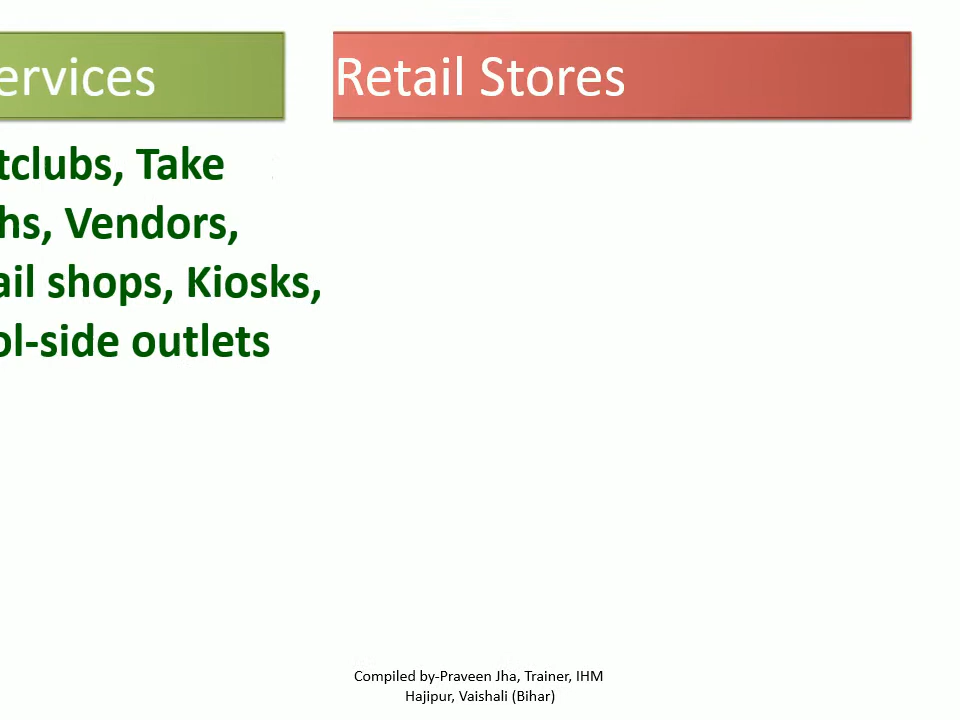 ervices
Retail Stores
tclubs, Take
hs, Vendors,
ail shops, Kiosks,
ol-side outlets
Compiled by-Praveen Jha, Trainer, IHM
Hajipur, Vaishali (Bihar)